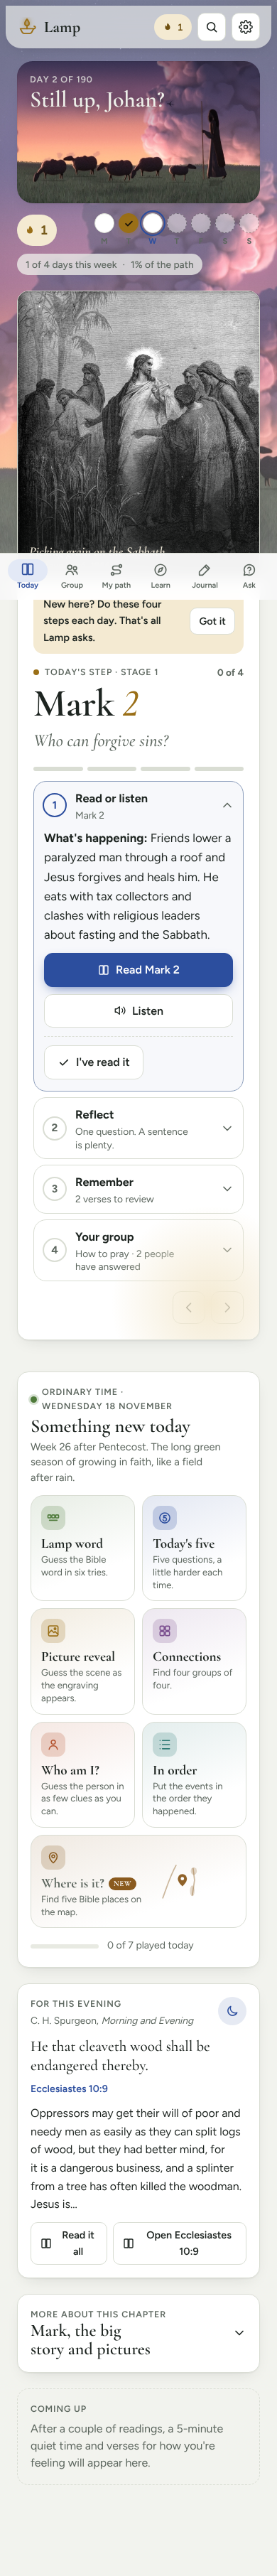 Lamp
1
DAY 2 OF 190
Still up, Johan?
1
M
W
T
S
1 of 4 days this week · 1% of the path
Picking grain on the Sabbath
Today
Group
My path
Learn
Journal
Ask
New here? Do these four
steps each day. That's all
Lamp asks.
Got it
TODAY'S STEP · STAGE 1
0 of 4
Mark 2
Who can forgive sins?
1
Read or listen
Mark 2
What's happening: Friends lower a
paralyzed man through a roof and
Jesus forgives and heals him. He
eats with tax collectors and
clashes with religious leaders
about fasting and the Sabbath.
Read Mark 2
Listen
I've read it
2
Reflect
One question. A sentence
is plenty.
3
Remember
2 verses to review
4
Your group
How to pray · 2 people
have answered
ORDINARY TIME ·
WEDNESDAY 18 NOVEMBER
Something new today
Week 26 after Pentecost. The long green
season of growing in faith, like a field
after rain.
Lamp word
Guess the Bible
word in six tries.
Today's five
Five questions, a
little harder each
time.
Picture reveal
Guess the scene as
the engraving
appears.
Connections
Find four groups of
four.
Who am I?
Guess the person in
as few clues as you
can.
In order
Put the events in
the order they
happened.
Where is it? NEW
Find five Bible places on
the map.
0 of 7 played today
FOR THIS EVENING
C. H. Spurgeon, Morning and Evening
He that cleaveth wood shall be
endangered thereby.
Ecclesiastes 10:9
Oppressors may get their will of poor and
needy men as easily as they can split logs
of wood, but they had better mind, for
it is a dangerous business, and a splinter
from a tree has often killed the woodman.
Jesus is…
Read it
all
Open Ecclesiastes
10:9
MORE ABOUT THIS CHAPTER
Mark, the big
story and pictures
COMING UP
After a couple of readings, a 5-minute
quiet time and verses for how you're
feeling will appear here.